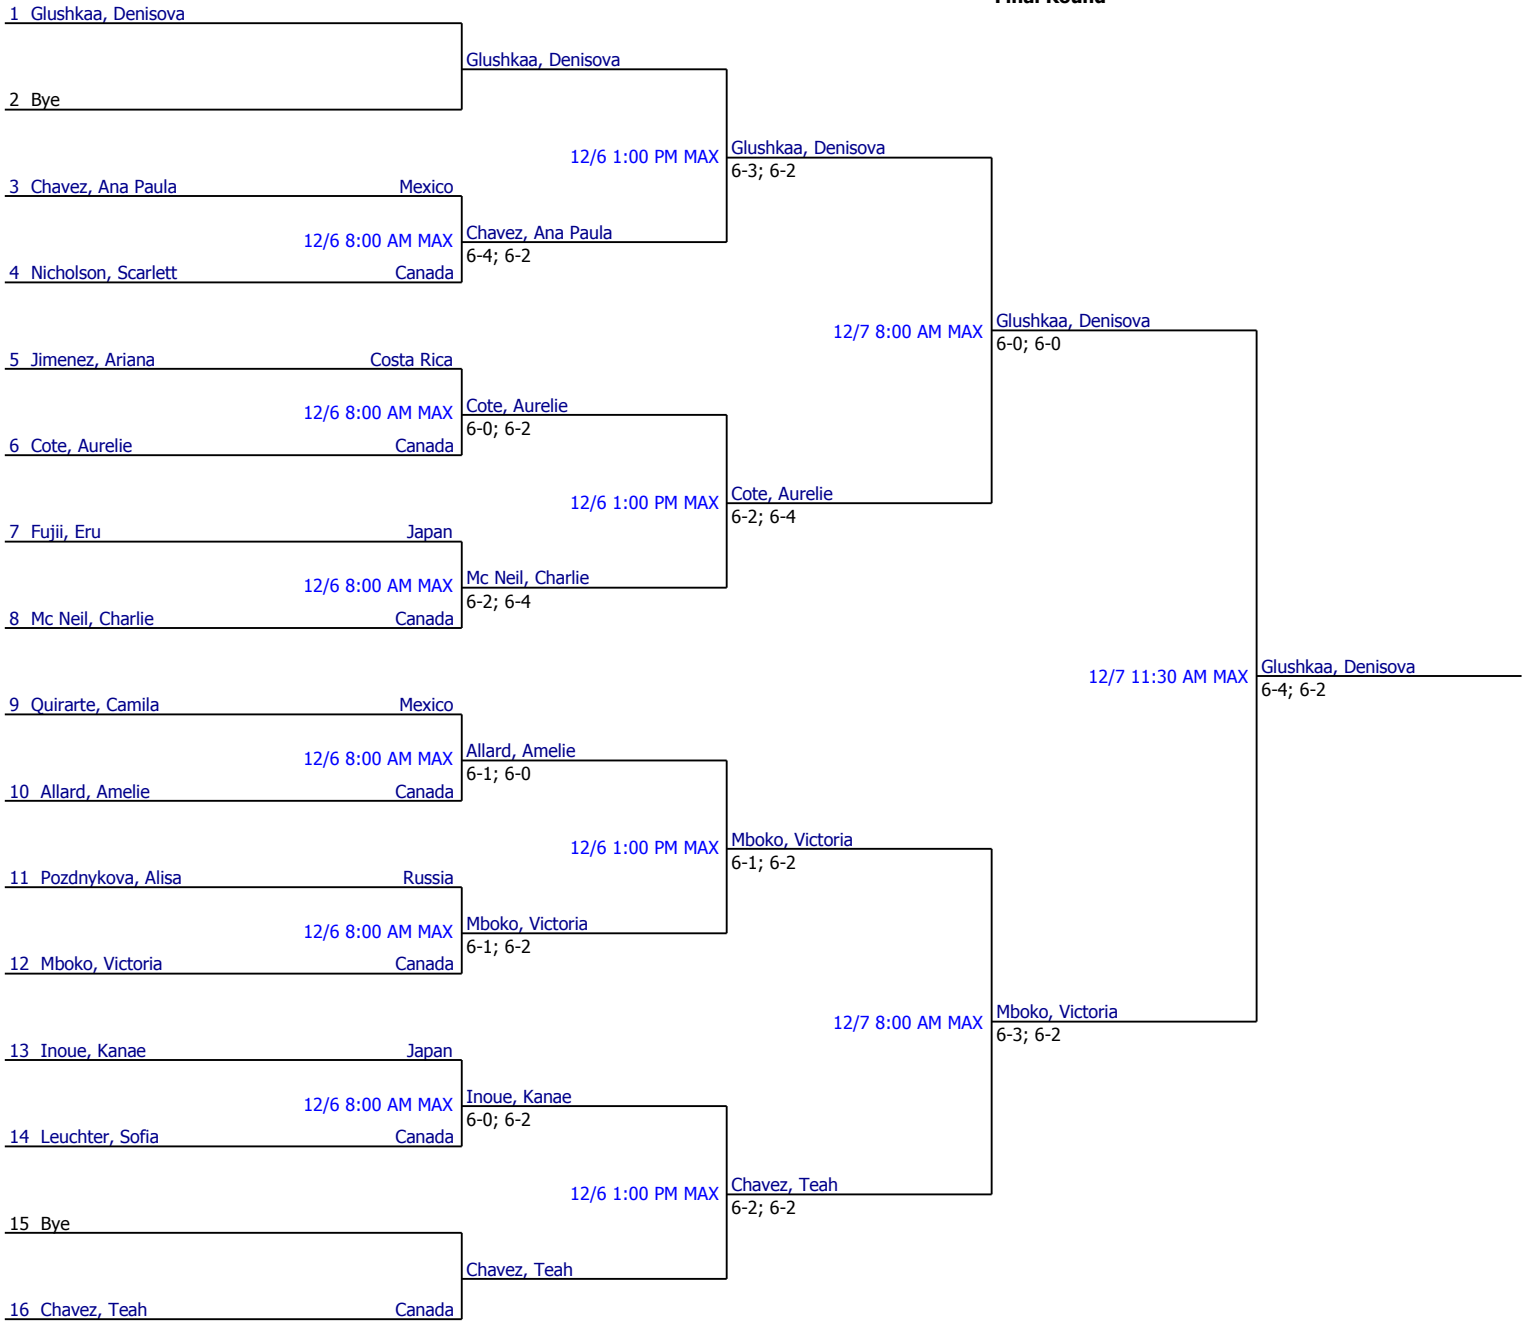 Final Round
1 Glushkaa, Denisova
Glushkaa, Denisova
2 Bye
12/6 1:00 PM MAX Glushkaa, Denisova
6-3; 6-2
3 Chavez, Ana Paula Mexico
12/6 8:00 AM MAX Chavez, Ana Paula
6-4; 6-2
4 Nicholson, Scarlett Canada
12/7 8:00 AM MAX Glushkaa, Denisova
6-0; 6-0
5 Jimenez, Ariana Costa Rica
12/6 8:00 AM MAX Cote, Aurelie
6-0; 6-2
6 Cote, Aurelie Canada
12/6 1:00 PM MAX Cote, Aurelie
6-2; 6-4
7 Fujii, Eru Japan
12/6 8:00 AM MAX Mc Neil, Charlie
6-2; 6-4
8 Mc Neil, Charlie Canada
12/7 11:30 AM MAX Glushkaa, Denisova
6-4; 6-2
9 Quirarte, Camila Mexico
12/6 8:00 AM MAX Allard, Amelie
6-1; 6-0
10 Allard, Amelie Canada
12/6 1:00 PM MAX Mboko, Victoria
6-1; 6-2
11 Pozdnykova, Alisa Russia
12/6 8:00 AM MAX Mboko, Victoria
6-1; 6-2
12 Mboko, Victoria Canada
12/7 8:00 AM MAX Mboko, Victoria
6-3; 6-2
13 Inoue, Kanae Japan
12/6 8:00 AM MAX Inoue, Kanae
6-0; 6-2
14 Leuchter, Sofia Canada
12/6 1:00 PM MAX Chavez, Teah
6-2; 6-2
15 Bye
Chavez, Teah
16 Chavez, Teah Canada